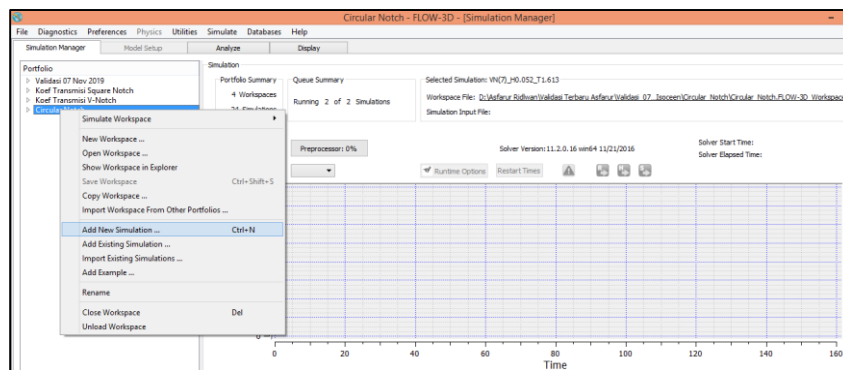 Circular Notch - FLOW-3D - [Simulation Manager]
File Diagnostics Preferences Physics Utilities Simulate Databases Help
Simulation Manager Model Setup Analyze Display
Portfolio
Validasi 07 Nov 2019
Koef Transmisi Square Notch
Koef Transmisi V-Notch
Simulate Workspace
New Workspace ...
Open Workspace ...
Show Workspace in Explorer
Save Workspace Ctrl+Shift+S
Copy Workspace ...
Import Workspace From Other Portfolios ...
Add New Simulation ... Ctrl+N
Add Existing Simulation ...
Import Existing Simulations ...
Add Example ...
Rename
Close Workspace Del
Unload Workspace
Simulation
Portfolio Summary
4 Workspaces
Queue Summary
Running 2 of 2 Simulations
Selected Simulation: VN(7)_H0.052_T1.613
Workspace File: D:\Asfarur Ridlwan\Validasi Terbaru Asfarur\Validasi_07...Isoceen\Circular_Notch\Circular_Notch.FLOW-3D_Workspace
Simulation Input File:
Preprocessor: 0%
Solver Version: 11.2.0.16 win64 11/21/2016
Solver Start Time:
Solver Elapsed Time:
Runtime Options Restart Times
0 20 40 60 80 100 120 140 160
Time